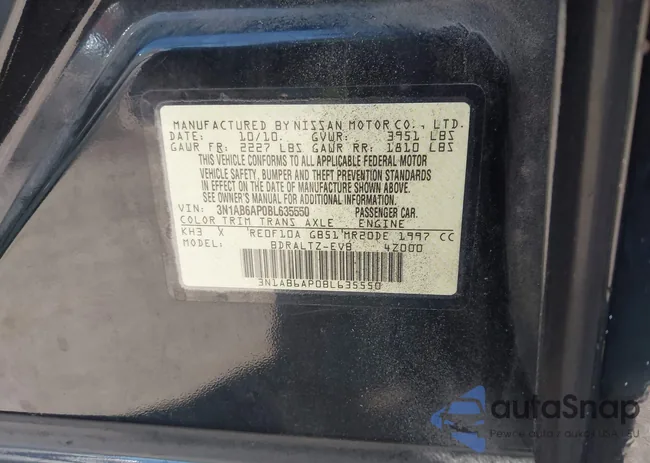 MANUFACTURED BY NISSAN MOTOR CO., LTD.
DATE: 10/10. GVWR: 3951 LBS
GAWR FR: 2227 LBS GAWR RR: 1810 LBS
THIS VEHICLE CONFORMS TO ALL APPLICABLE FEDERAL MOTOR
VEHICLE SAFETY, BUMPER AND THEFT PREVENTION STANDARDS
IN EFFECT ON THE DATE OF MANUFACTURE SHOWN ABOVE.
SEE OWNER'S MANUAL FOR ADDITIONAL INFORMATION.
VIN: 3N1AB6AP0BL635550 PASSENGER CAR.
COLOR TRIM TRANS AXLE ENGINE
KH3 X RE0F10A GB51 MR20DE 1997 CC
MODEL: BDRALTZ-EVB 4Z000
3N1AB6AP0BL635550
autoSnap